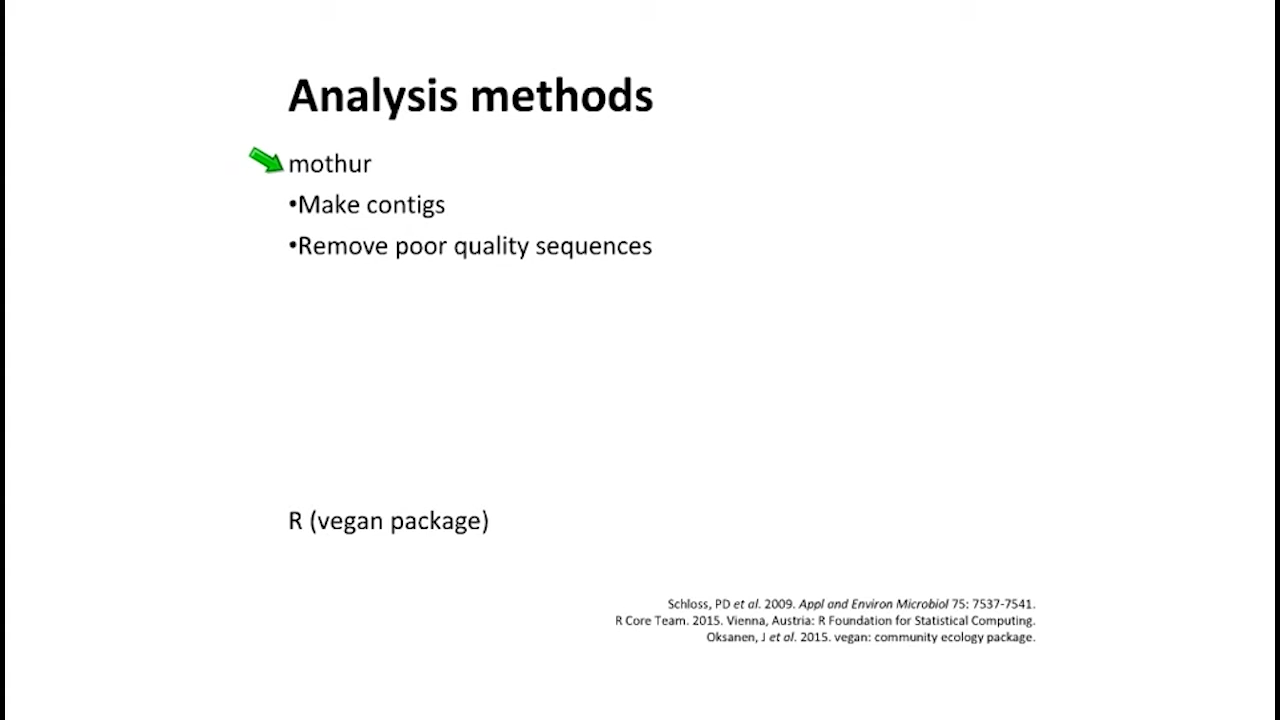 Analysis methods
mothur
•Make contigs
•Remove poor quality sequences
R (vegan package)
Schloss, PD et al. 2009. Appl and Environ Microbiol 75: 7537-7541.
R Core Team. 2015. Vienna, Austria: R Foundation for Statistical Computing.
Oksanen, J et al. 2015. vegan: community ecology package.